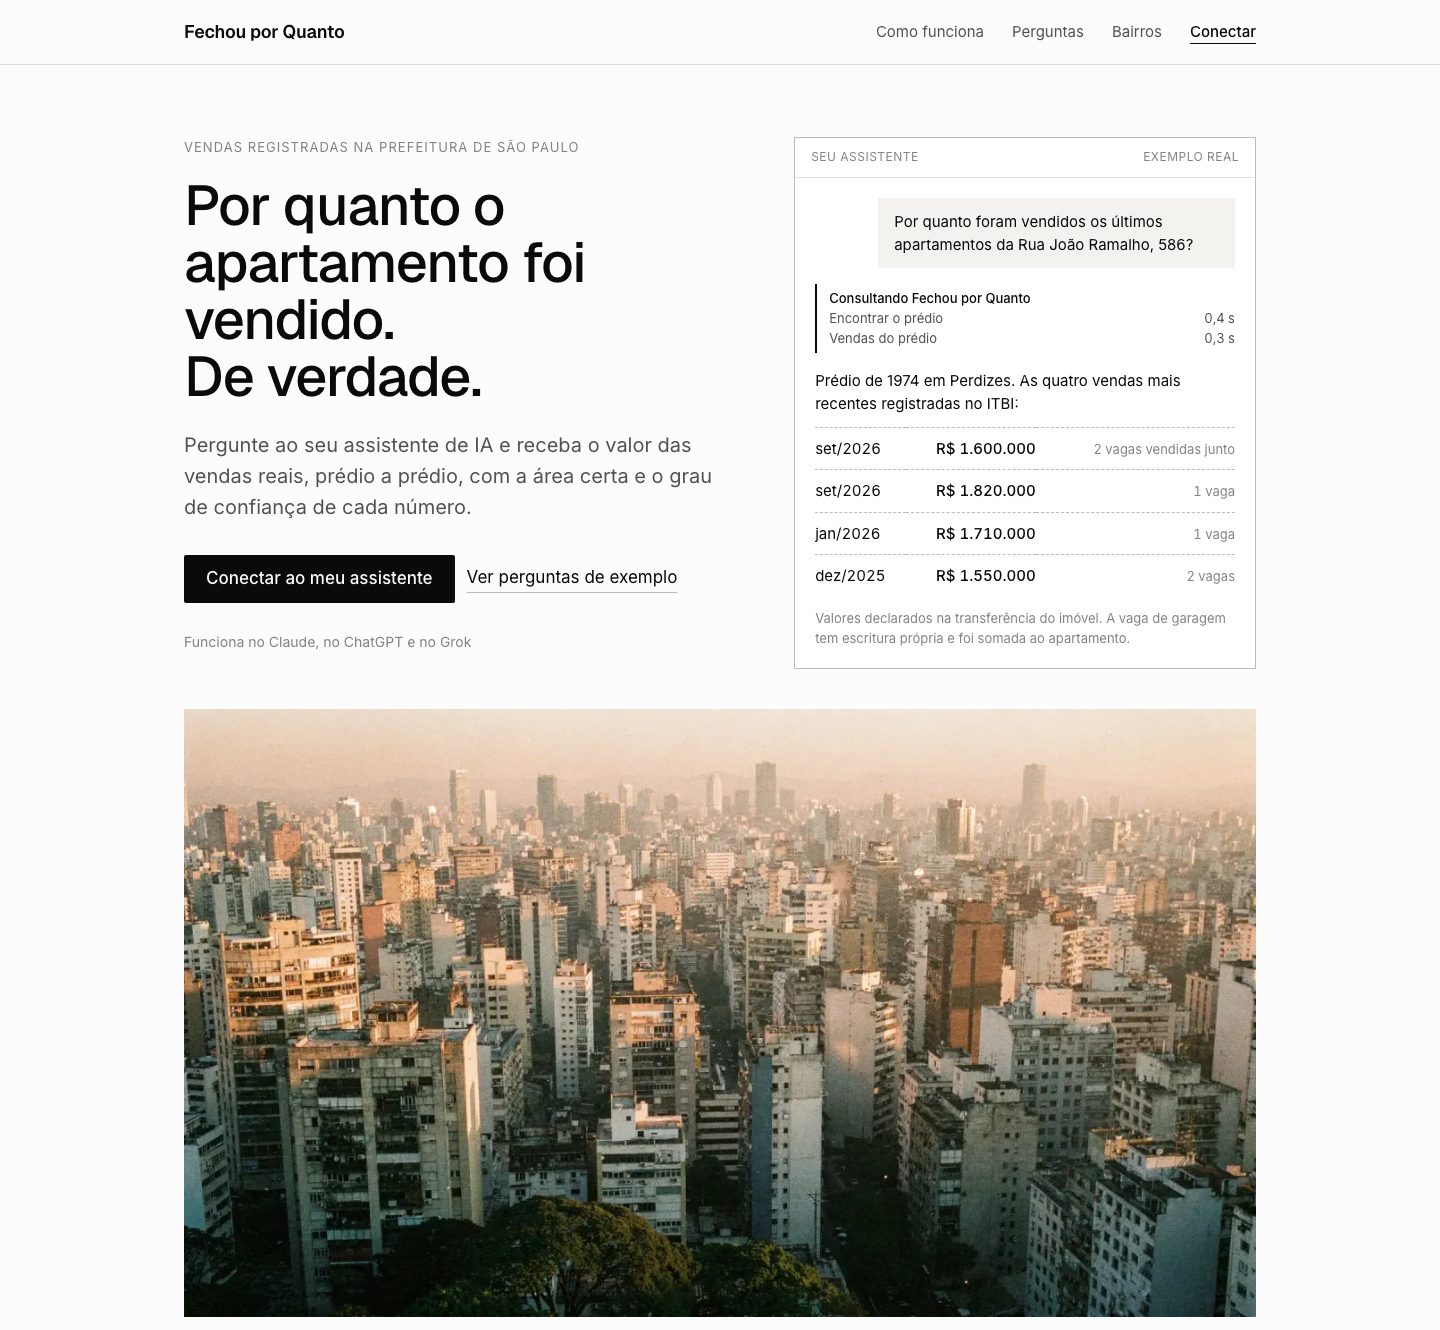 Fechou por Quanto
Como funciona
Perguntas
Bairros
Conectar
VENDAS REGISTRADAS NA PREFEITURA DE SÃO PAULO
Por quanto o
apartamento foi
vendido.
De verdade.
Pergunte ao seu assistente de IA e receba o valor das
vendas reais, prédio a prédio, com a área certa e o grau
de confiança de cada número.
Conectar ao meu assistente
Ver perguntas de exemplo
Funciona no Claude, no ChatGPT e no Grok
SEU ASSISTENTE
EXEMPLO REAL
Por quanto foram vendidos os últimos
apartamentos da Rua João Ramalho, 586?
Consultando Fechou por Quanto
Encontrar o prédio 0,4 s
Vendas do prédio 0,3 s
Prédio de 1974 em Perdizes. As quatro vendas mais
recentes registradas no ITBI:
set/2026 R$ 1.600.000 2 vagas vendidas junto
set/2026 R$ 1.820.000 1 vaga
jan/2026 R$ 1.710.000 1 vaga
dez/2025 R$ 1.550.000 2 vagas
Valores declarados na transferência do imóvel. A vaga de garagem
tem escritura própria e foi somada ao apartamento.